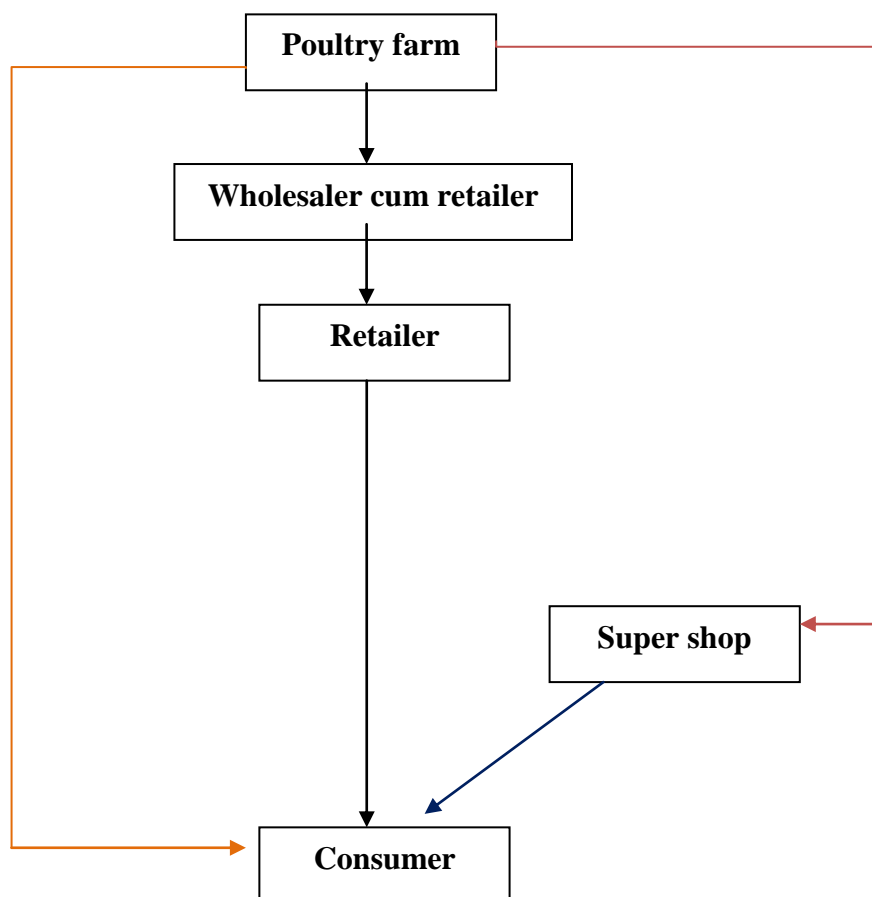 Poultry farm
Wholesaler cum retailer
Retailer
Super shop
Consumer